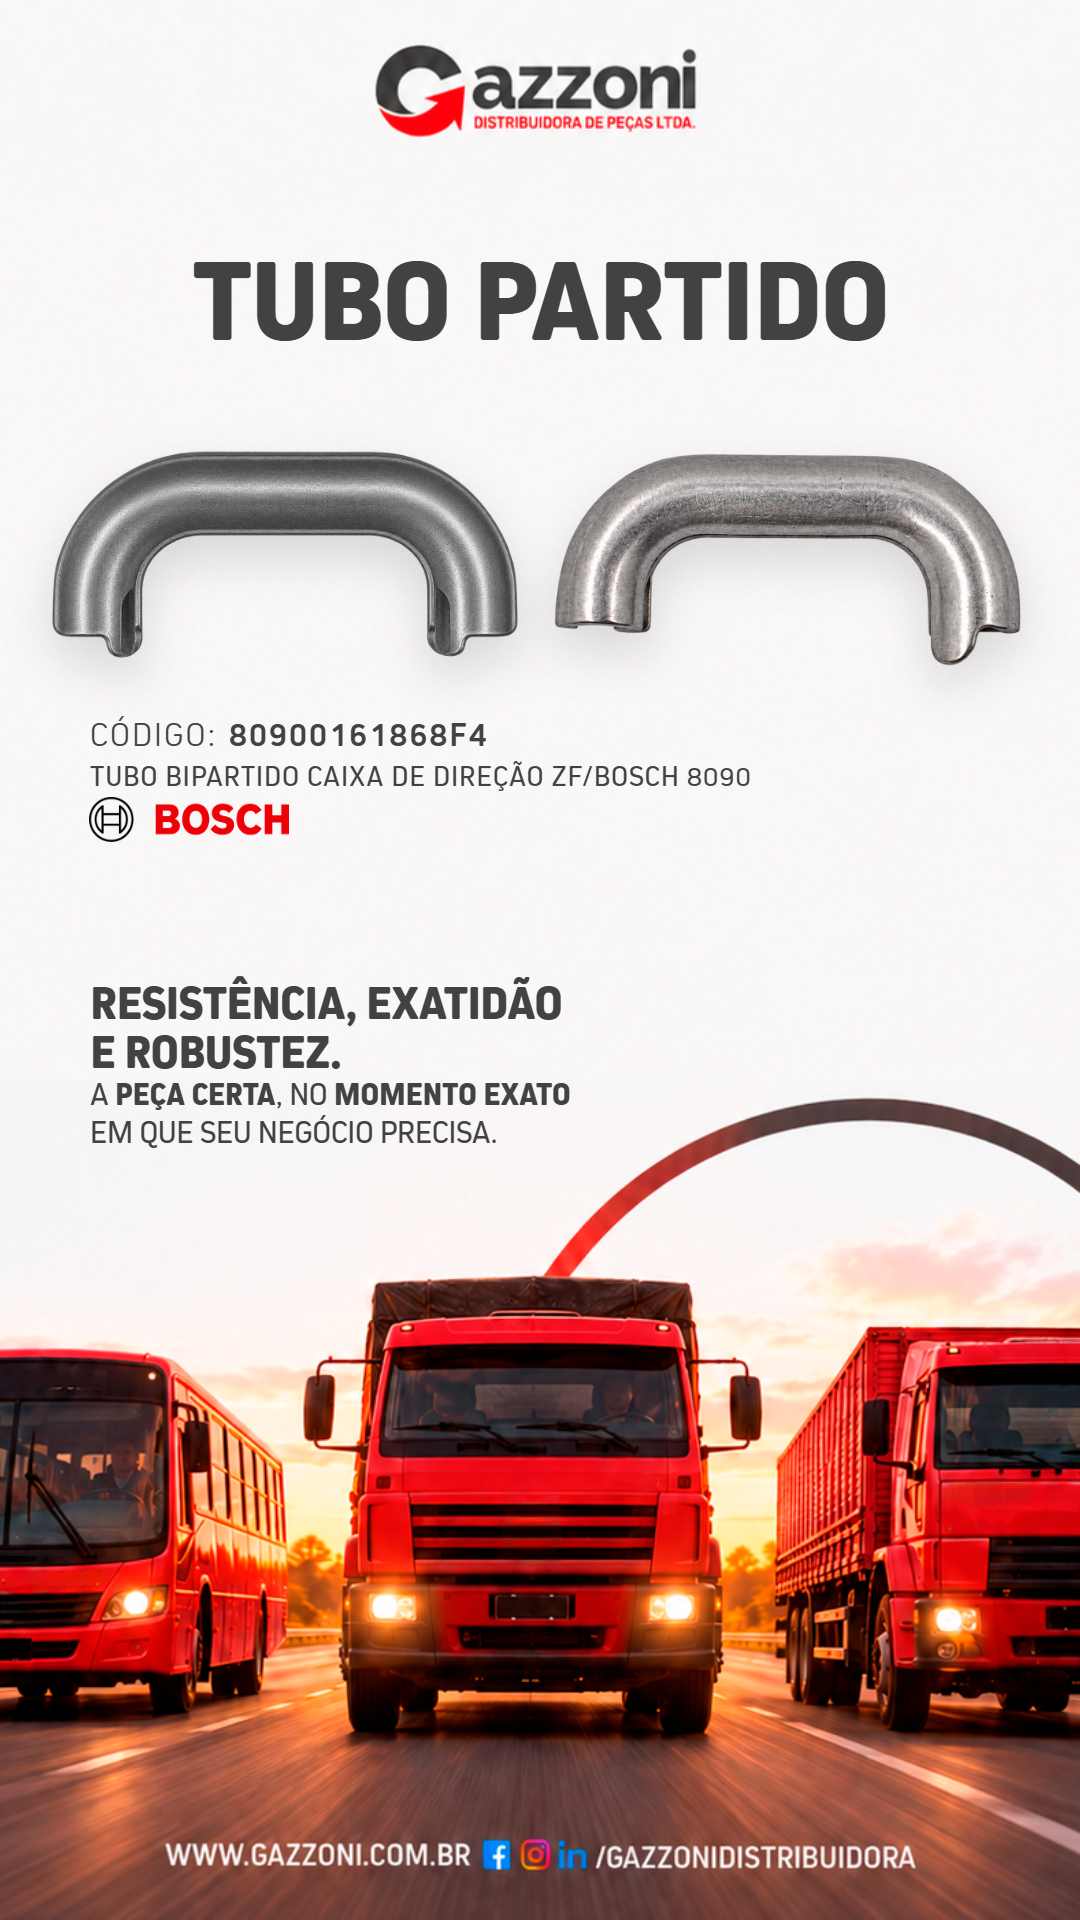 Gazzoni
DISTRIBUIDORA DE PEÇAS LTDA.
TUBO PARTIDO
CÓDIGO: 80900161868F4
TUBO BIPARTIDO CAIXA DE DIREÇÃO ZF/BOSCH 8090
BOSCH
RESISTÊNCIA, EXATIDÃO
E ROBUSTEZ.
A PEÇA CERTA, NO MOMENTO EXATO
EM QUE SEU NEGÓCIO PRECISA.
WWW.GAZZONI.COM.BR /GAZZONIDISTRIBUIDORA